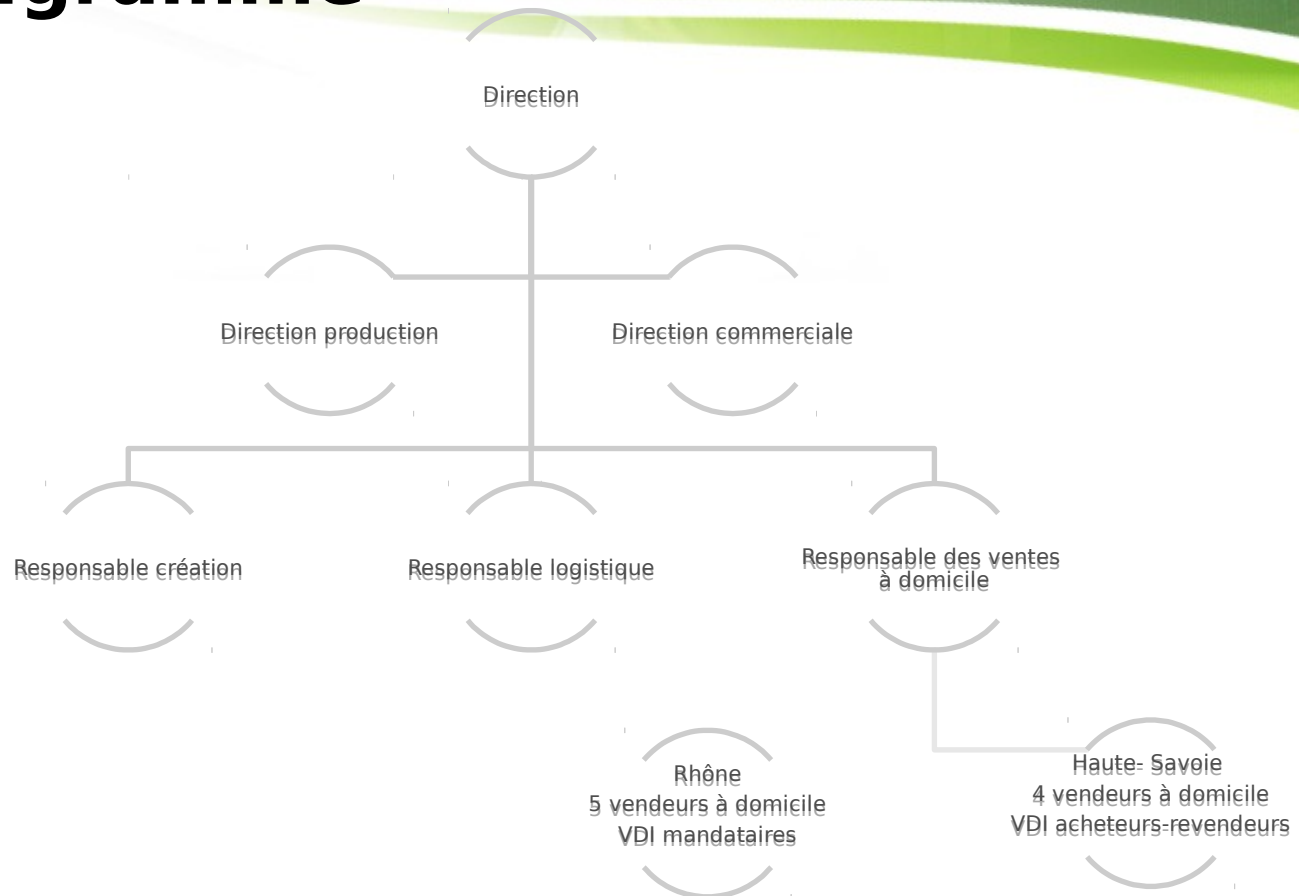 Direction
Direction production
Direction commerciale
Responsable création
Responsable logistique
Responsable des ventes
à domicile
Rhône
5 vendeurs à domicile
VDI mandataires
Haute- Savoie
4 vendeurs à domicile
VDI acheteurs-revendeurs